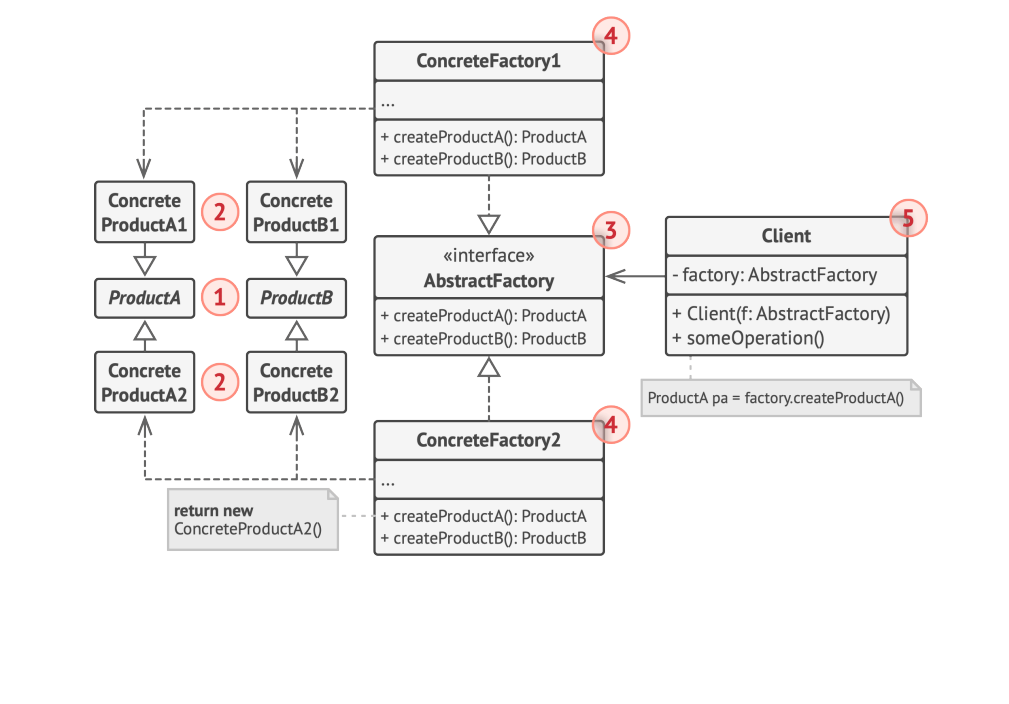 4
ConcreteFactory1
...
+ createProductA(): ProductA
+ createProductB(): ProductB
Concrete
ProductA1
2
Concrete
ProductB1
3
«interface»
AbstractFactory
+ createProductA(): ProductA
+ createProductB(): ProductB
5
Client
- factory: AbstractFactory
+ Client(f: AbstractFactory)
+ someOperation()
ProductA
1
ProductB
Concrete
ProductA2
2
Concrete
ProductB2
ProductA pa = factory.createProductA()
4
ConcreteFactory2
...
+ createProductA(): ProductA
+ createProductB(): ProductB
return new
ConcreteProductA2()